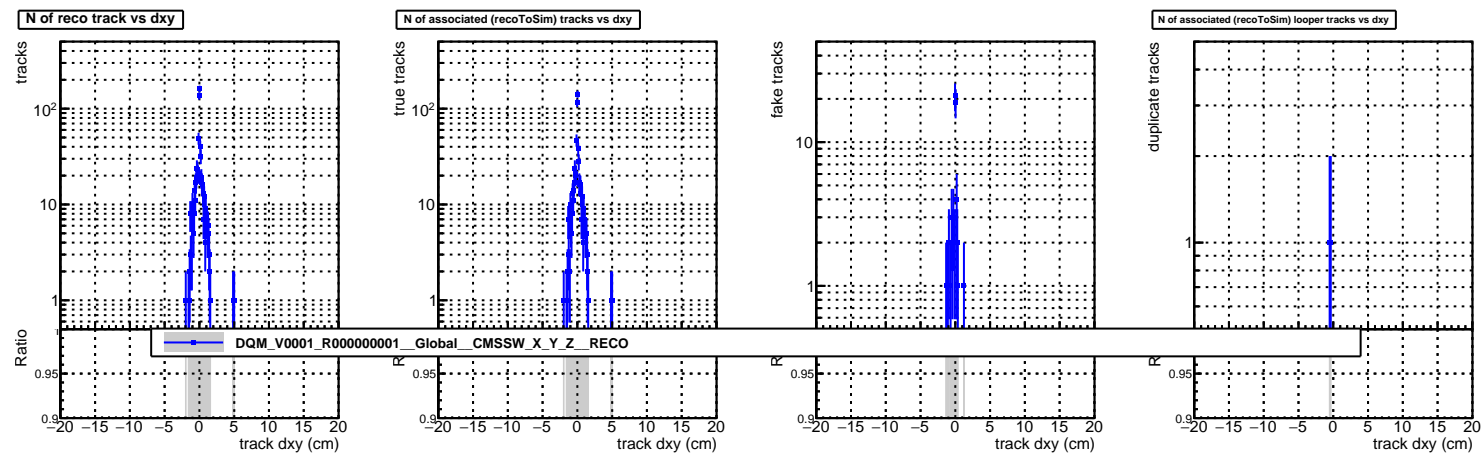 N of reco track vs dxy
N of associated (recoToSim) tracks vs dxy
N of associated (recoToSim) looper tracks vs dxy
tracks
10²
10
1
true tracks
10²
10
1
fake tracks
10
1
duplicate tracks
1
DQM_V0001_R000000001__Global__CMSSW_X_Y_Z__RECO
Ratio
0.95
0.9
−20 −15 −10 −5 0 5 10 15 20
track dxy (cm)
0.95
0.9
−20 −15 −10 −5 0 5 10 15 20
track dxy (cm)
0.95
0.9
−20 −15 −10 −5 0 5 10 15 20
track dxy (cm)
0.95
0.9
−20 −15 −10 −5 0 5 10 15 20
track dxy (cm)